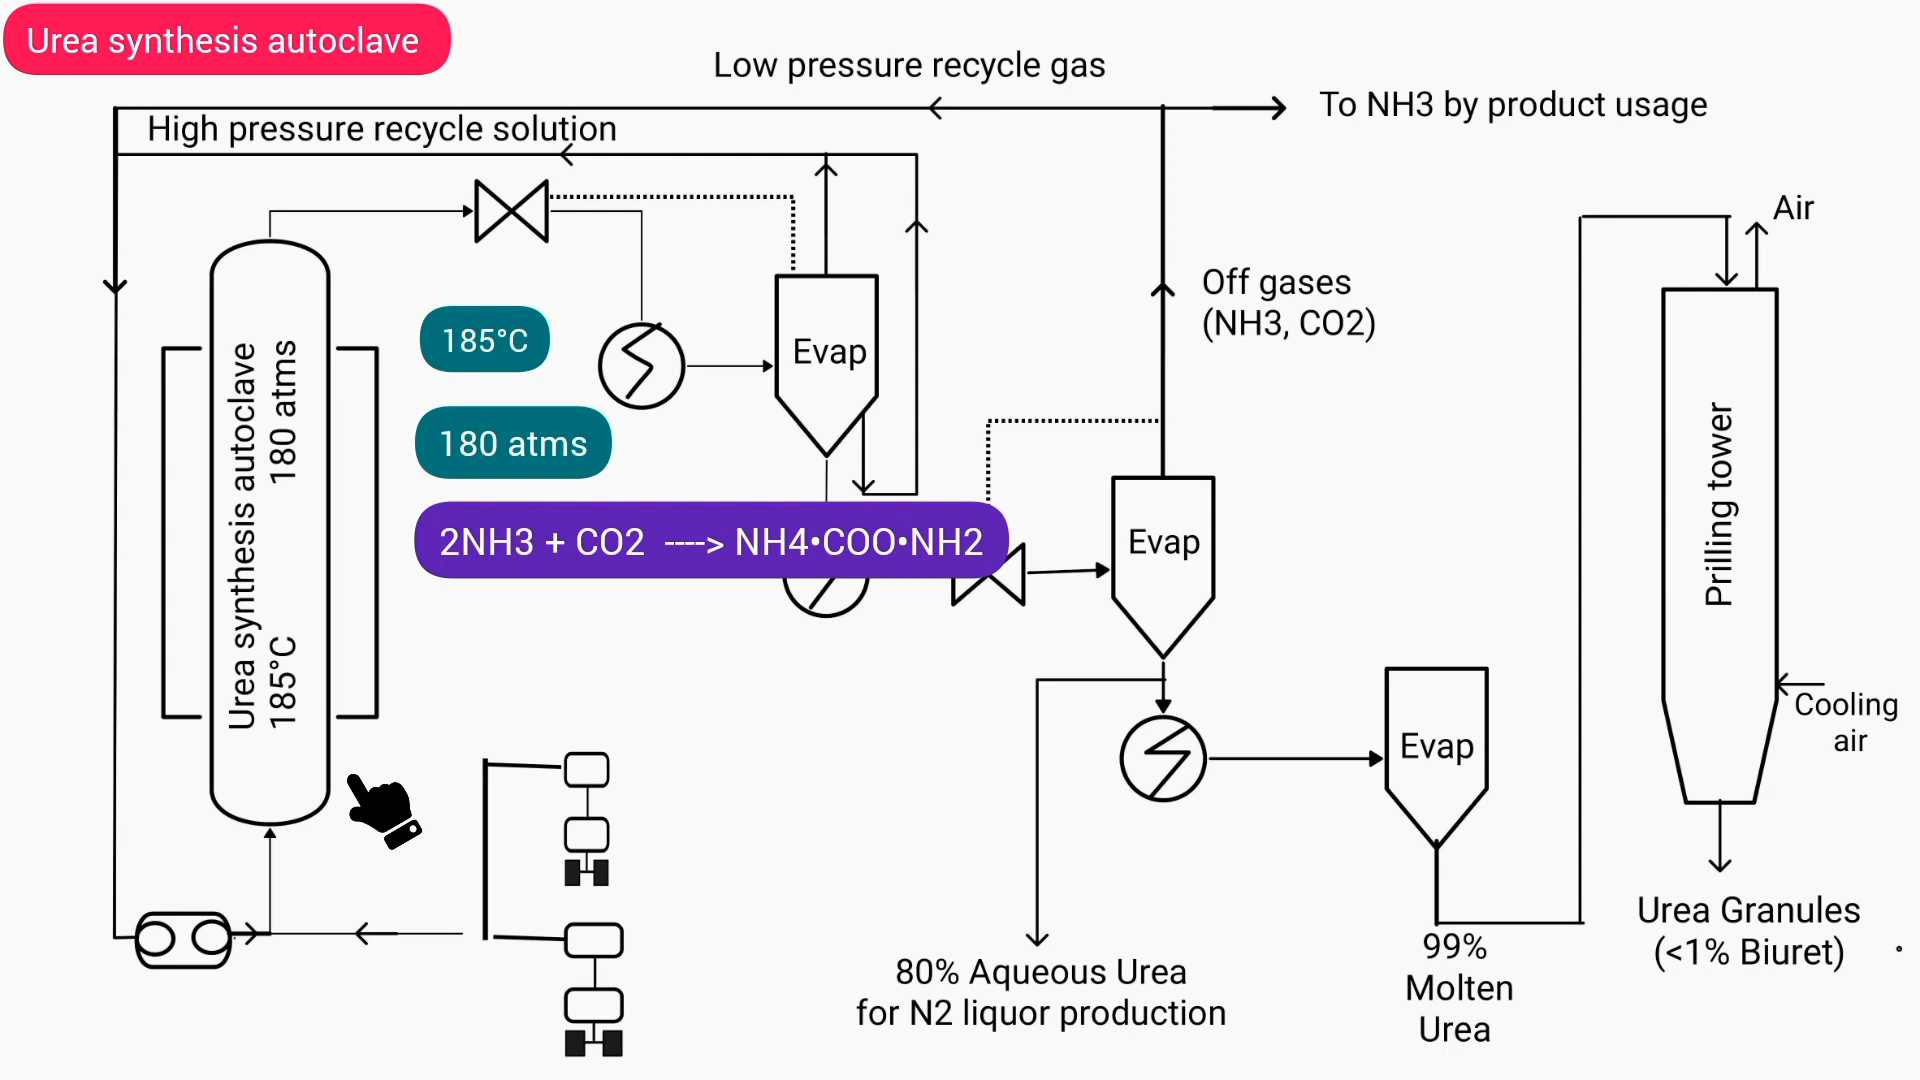 Urea synthesis autoclave
Low pressure recycle gas
To NH3 by product usage
High pressure recycle solution
Air
Off gases
(NH3, CO2)
185°C
Evap
180 atms
Urea synthesis autoclave
185°C 180 atms
2NH3 + CO2 ----> NH4•COO•NH2
Evap
Prilling tower
Cooling
air
Evap
Urea Granules
(<1% Biuret)
80% Aqueous Urea
for N2 liquor production
99%
Molten
Urea